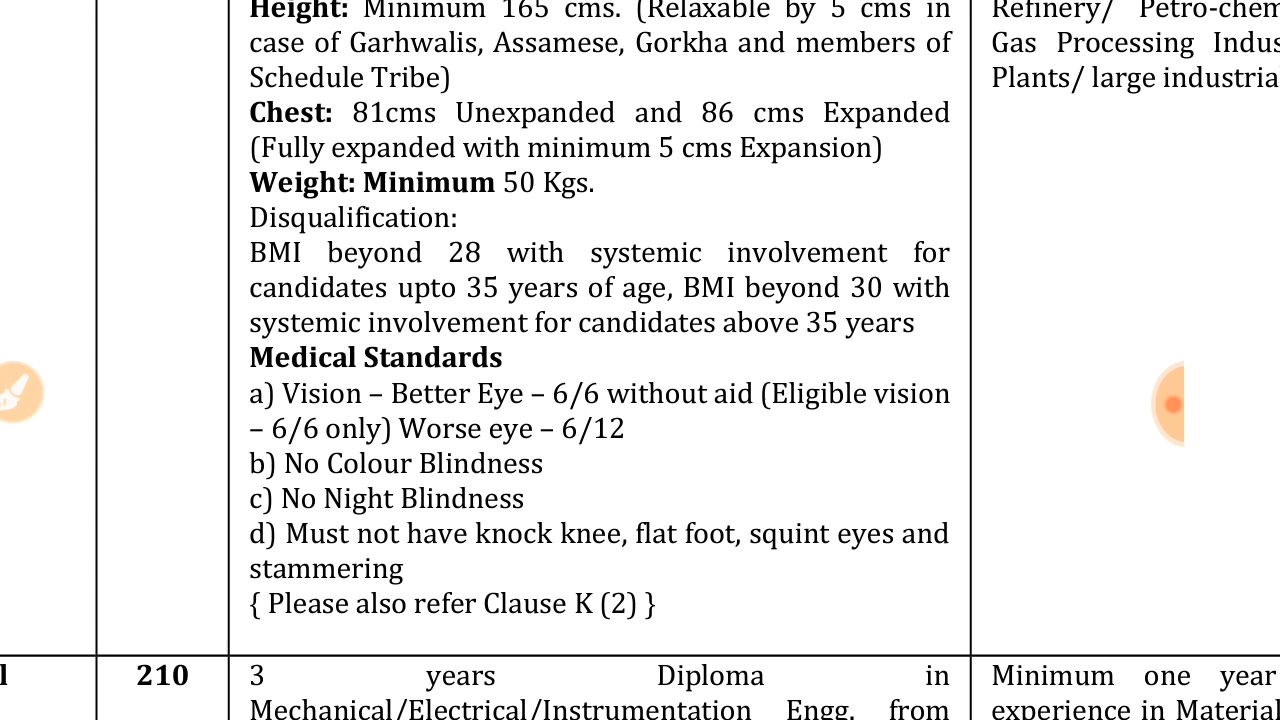 Height: Minimum 165 cms. (Relaxable by 5 cms in
case of Garhwalis, Assamese, Gorkha and members of
Schedule Tribe)
Chest: 81cms Unexpanded and 86 cms Expanded
(Fully expanded with minimum 5 cms Expansion)
Weight: Minimum 50 Kgs.
Disqualification:
BMI beyond 28 with systemic involvement for
candidates upto 35 years of age, BMI beyond 30 with
systemic involvement for candidates above 35 years
Medical Standards
a) Vision – Better Eye – 6/6 without aid (Eligible vision
– 6/6 only) Worse eye – 6/12
b) No Colour Blindness
c) No Night Blindness
d) Must not have knock knee, flat foot, squint eyes and
stammering
{ Please also refer Clause K (2) }
Refinery/ Petro-chem
Gas Processing Indus
Plants/ large industria
l
210
3 years Diploma in
Mechanical/Electrical/Instrumentation Engg. from
Minimum one year
experience in Material